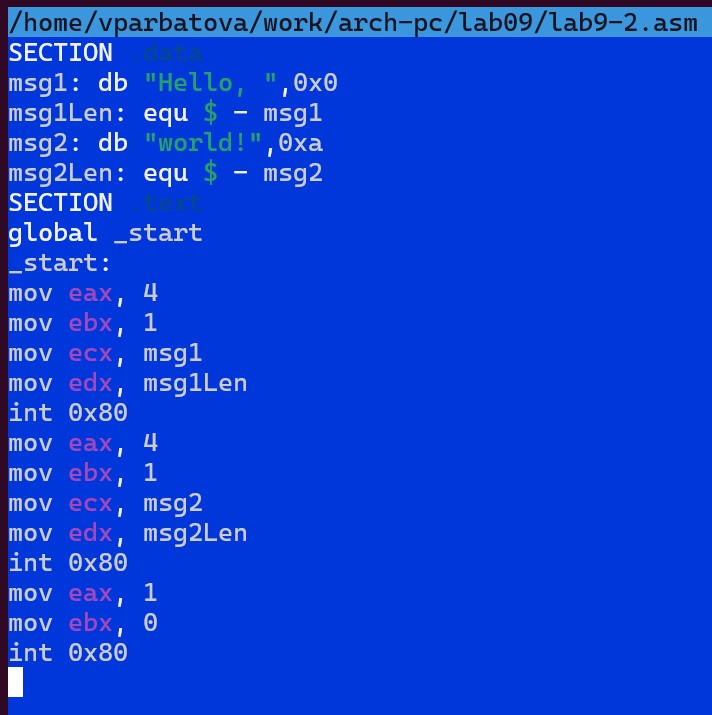 /home/vparbatova/work/arch-pc/lab09/lab9-2.asm
SECTION .data
msg1: db "Hello, ",0x0
msg1Len: equ $ - msg1
msg2: db "world!",0xa
msg2Len: equ $ - msg2
SECTION .text
global _start
_start:
mov eax, 4
mov ebx, 1
mov ecx, msg1
mov edx, msg1Len
int 0x80
mov eax, 4
mov ebx, 1
mov ecx, msg2
mov edx, msg2Len
int 0x80
mov eax, 1
mov ebx, 0
int 0x80